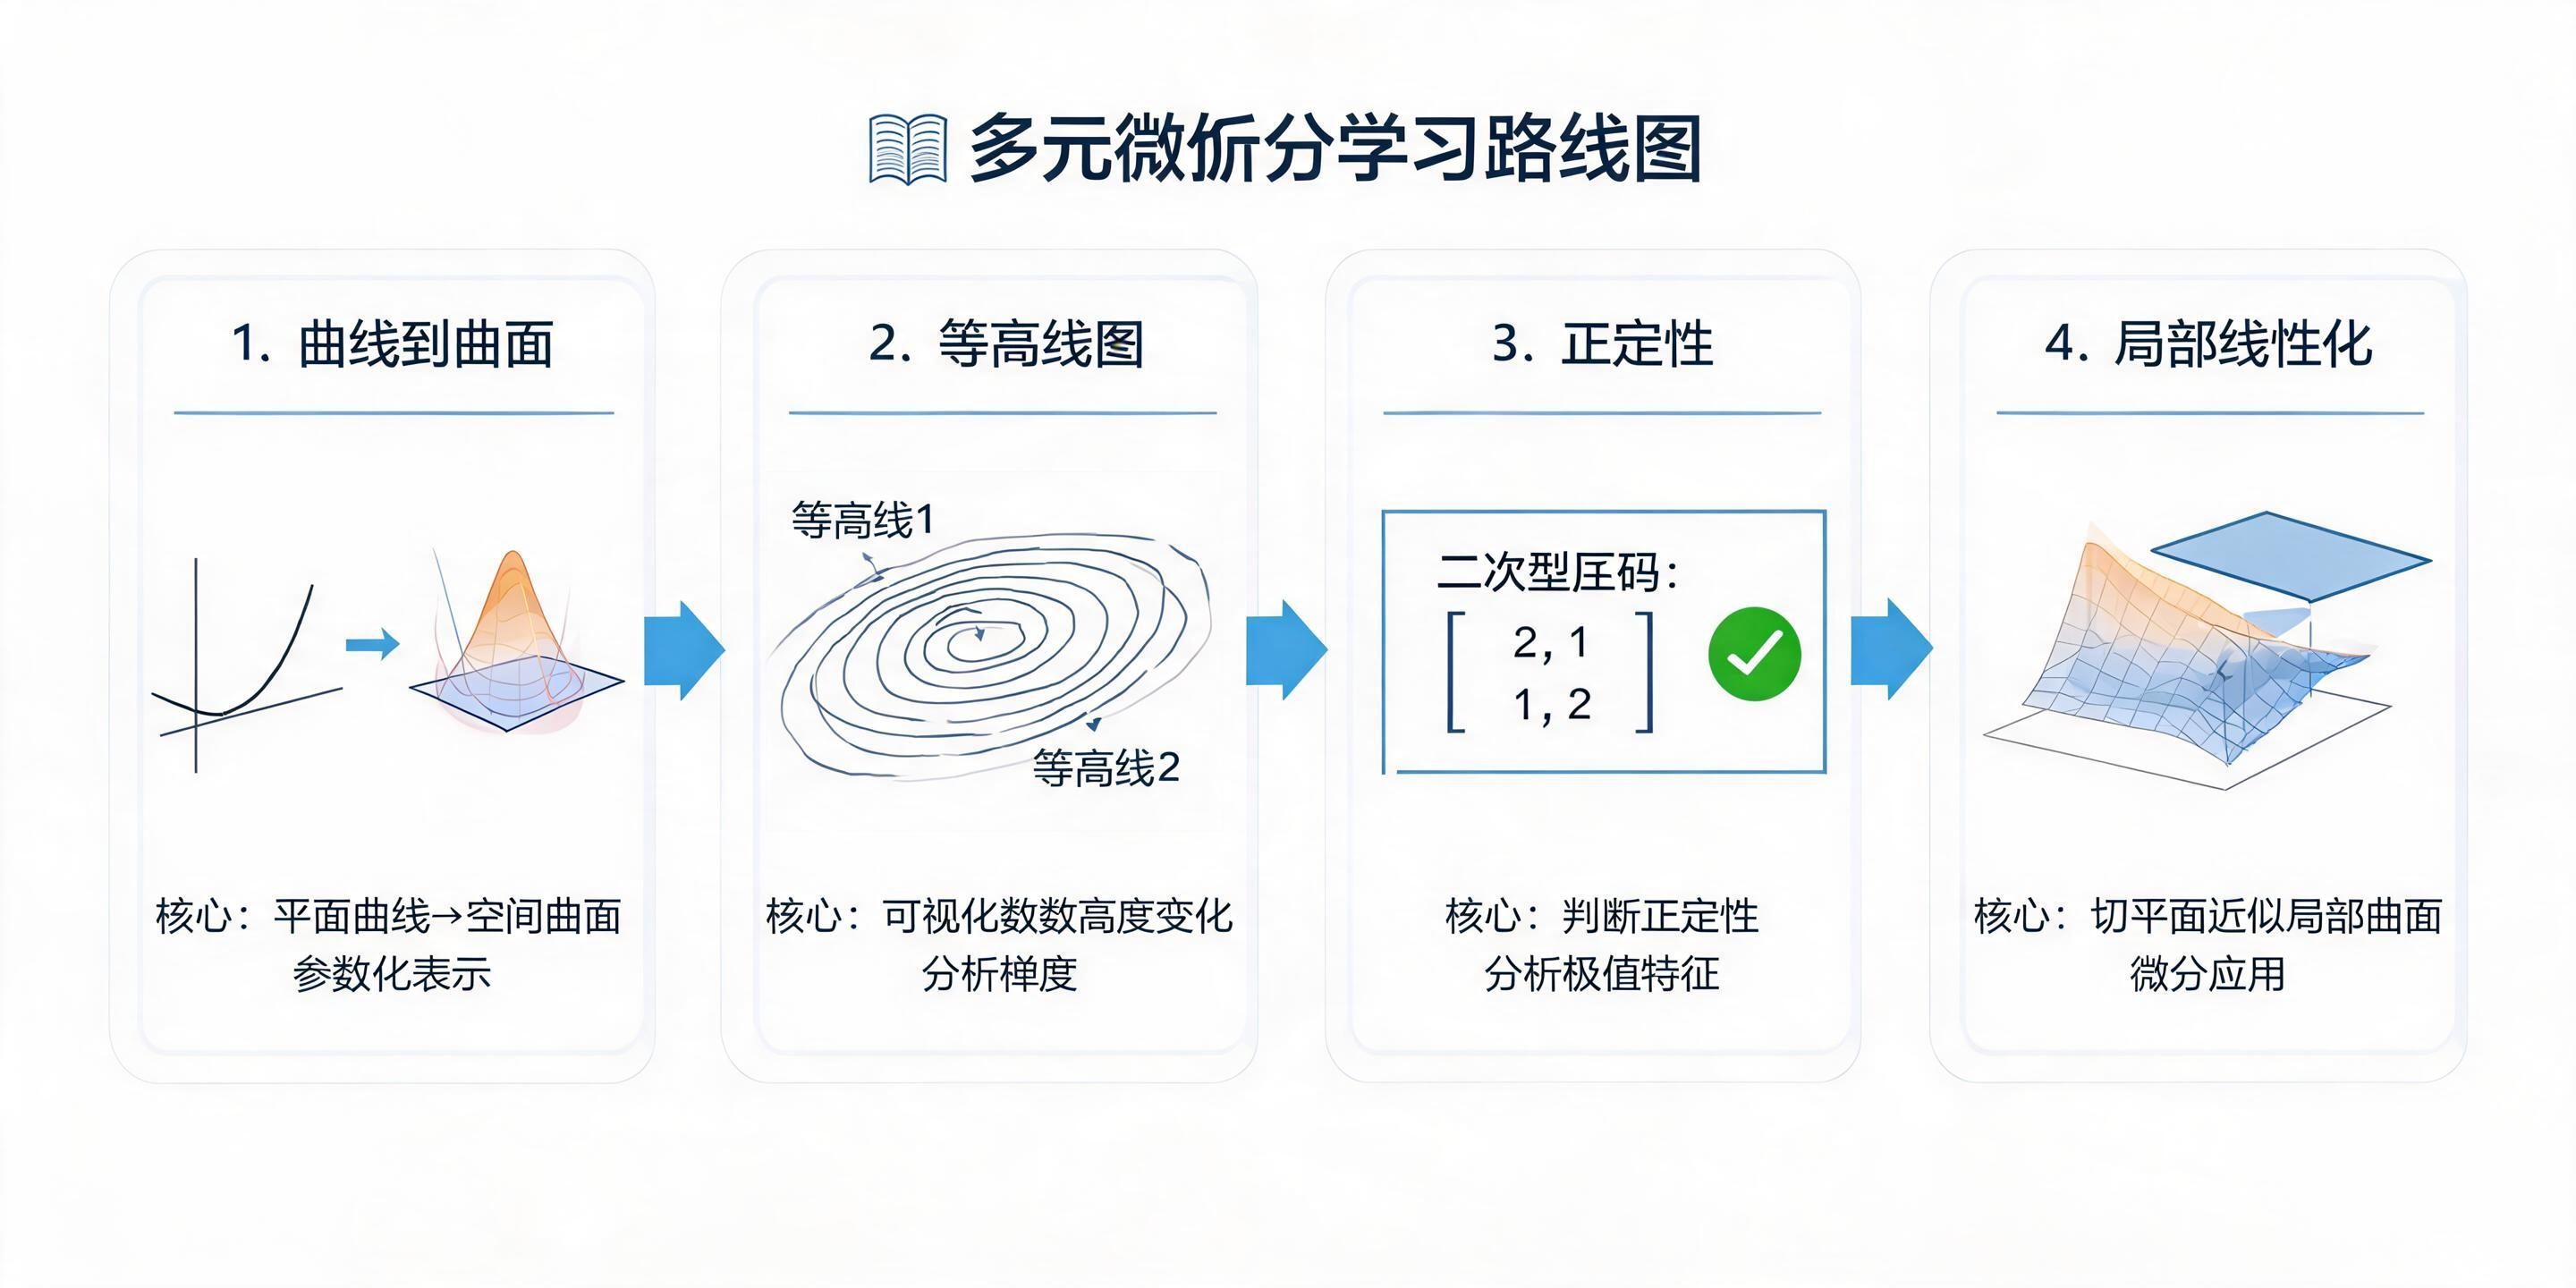 多元微分学习路线图
1. 曲线到曲面
2. 等高线图
3. 正定性
4. 局部线性化
等高线1
等高线2
二次型码：
2, 1
1, 2
核心：平面曲线→空间曲面
参数化表示
核心：可视化数数高度变化
分析度
核心：判断正定性
分析极值特征
核心：切平面近似局部曲面
微分应用